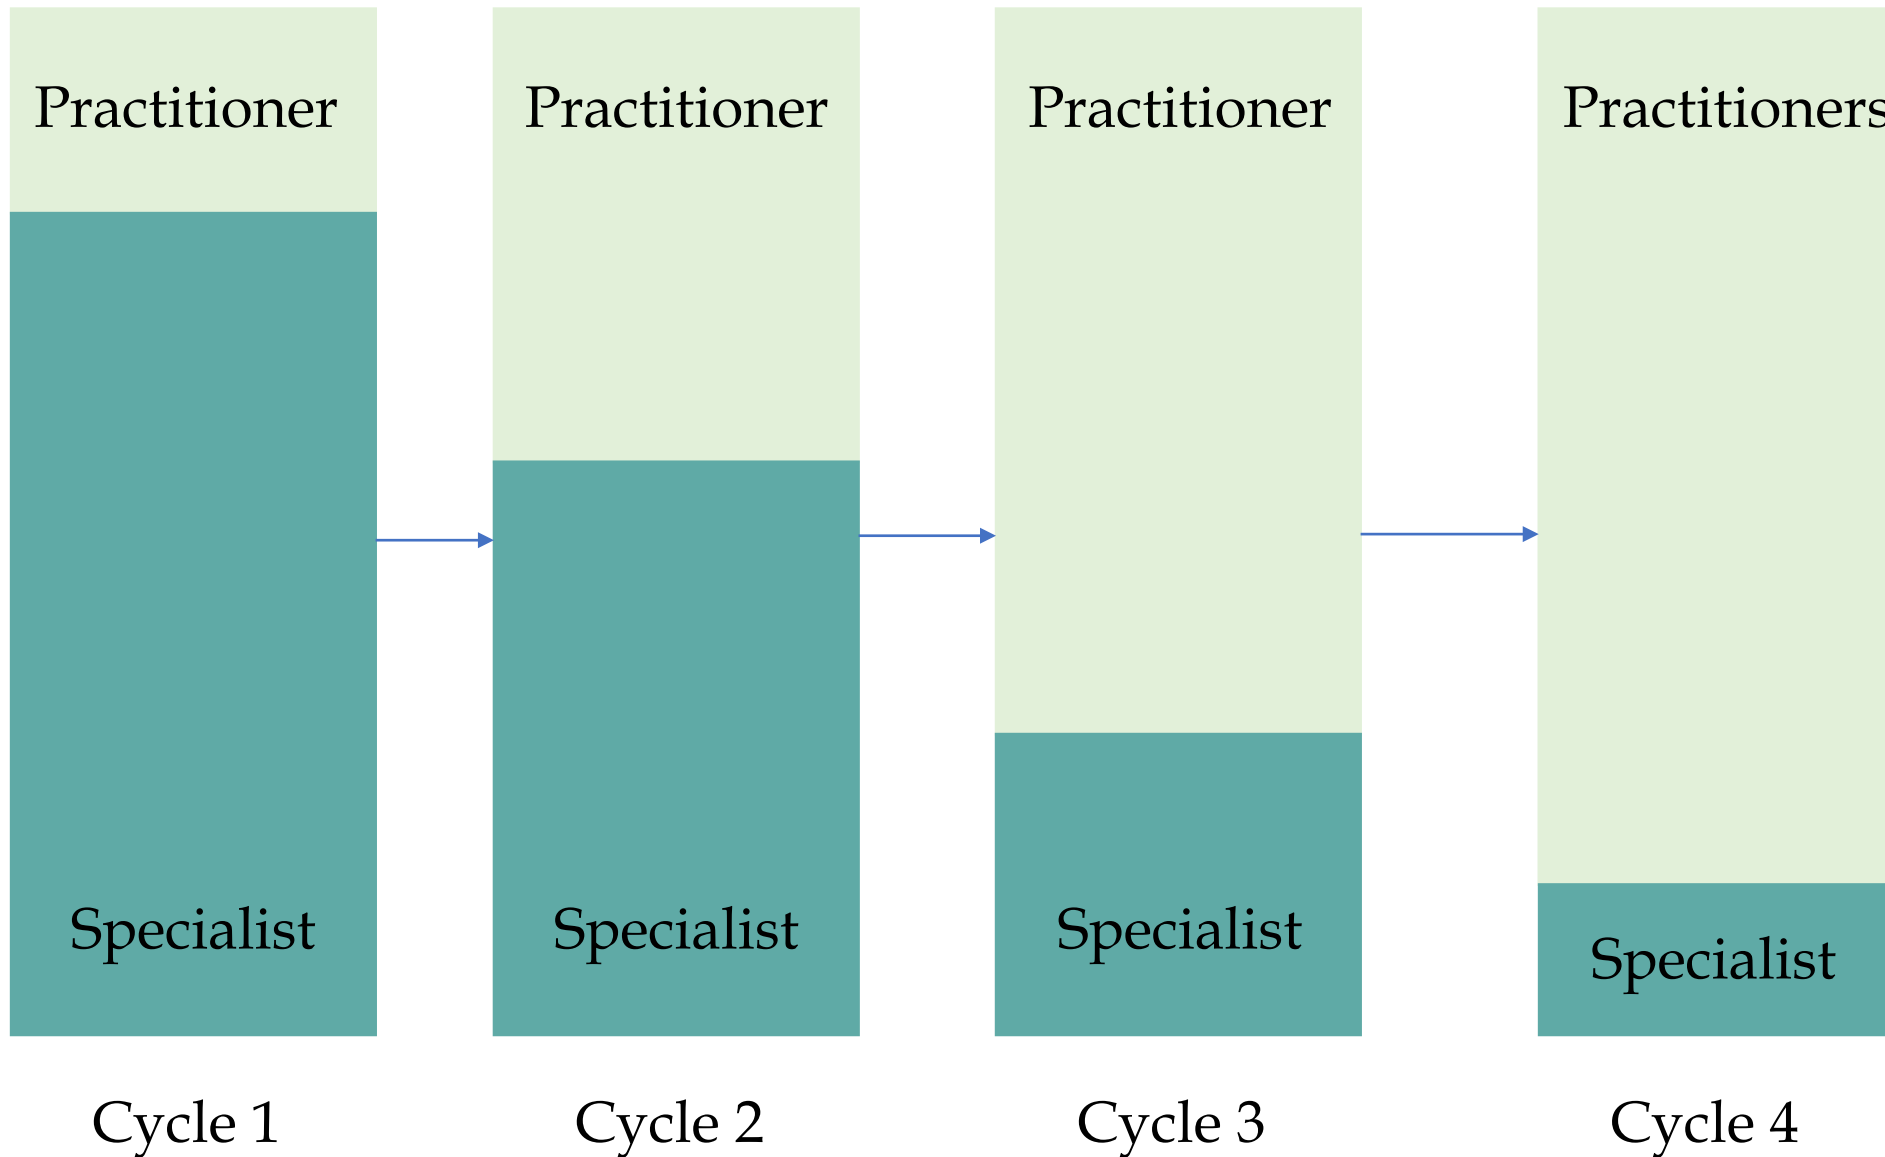 Practitioner
Practitioner
Practitioner
Practitioners
Specialist
Specialist
Specialist
Specialist
Cycle 1
Cycle 2
Cycle 3
Cycle 4